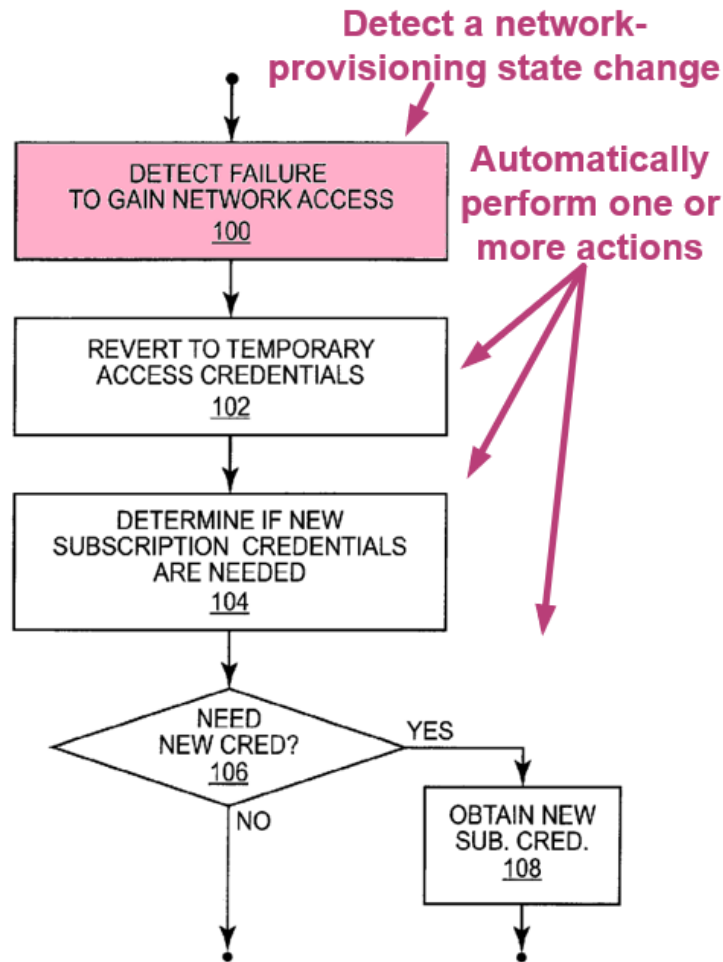 Detect a network-
provisioning state change
DETECT FAILURE
TO GAIN NETWORK ACCESS
100
Automatically
perform one or
more actions
REVERT TO TEMPORARY
ACCESS CREDENTIALS
102
DETERMINE IF NEW
SUBSCRIPTION CREDENTIALS
ARE NEEDED
104
NEED
NEW CRED?
106
YES
NO
OBTAIN NEW
SUB. CRED.
108